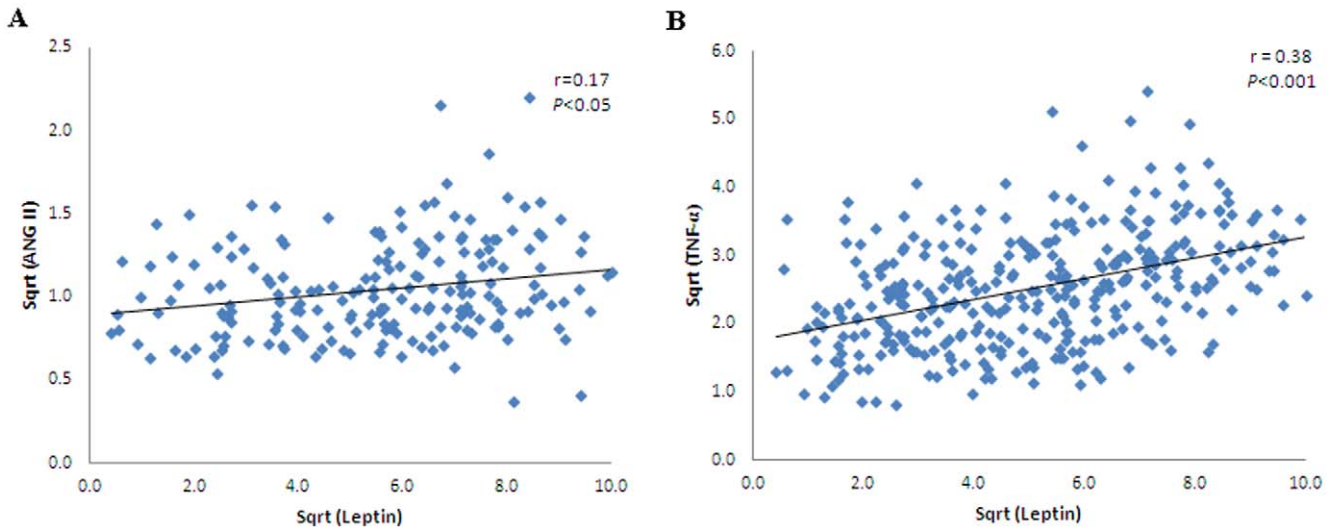 A
2.5
2.0
1.5
1.0
0.5
0.0
Sqrt (ANG II)
r=0.17
P<0.05
0.0 2.0 4.0 6.0 8.0 10.0
Sqrt (Leptin)
B
6.0
5.0
4.0
3.0
2.0
1.0
0.0
Sqrt (TNF-α)
r = 0.38
P<0.001
0.0 2.0 4.0 6.0 8.0 10.0
Sqrt (Leptin)